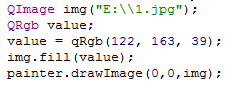 QImage img("E:\\1.jpg");
QRgb value;
value = qRgb(122, 163, 39);
img.fill(value);
painter.drawImage(0,0,img);